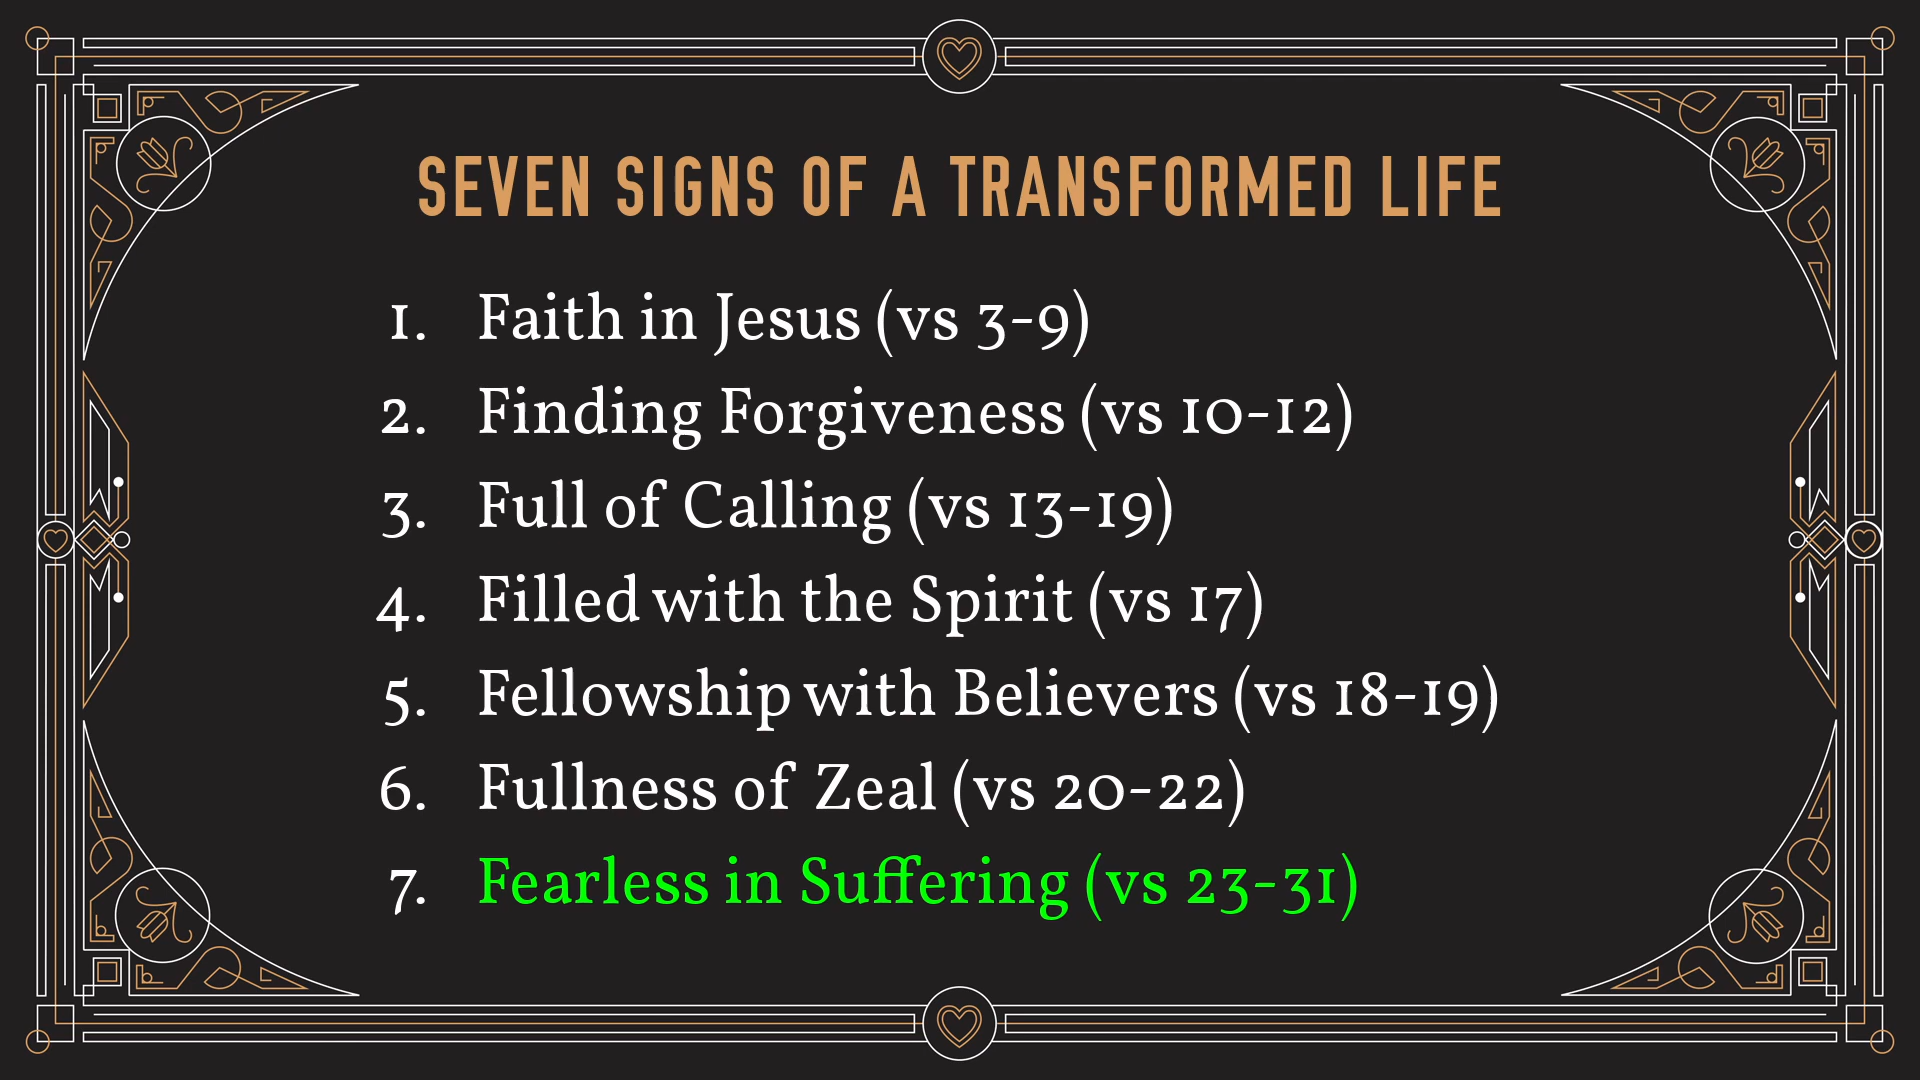 SEVEN SIGNS OF A TRANSFORMED LIFE
1. Faith in Jesus (vs 3-9)
2. Finding Forgiveness (vs 10-12)
3. Full of Calling (vs 13-19)
4. Filled with the Spirit (vs 17)
5. Fellowship with Believers (vs 18-19)
6. Fullness of Zeal (vs 20-22)
7. Fearless in Suffering (vs 23-31)